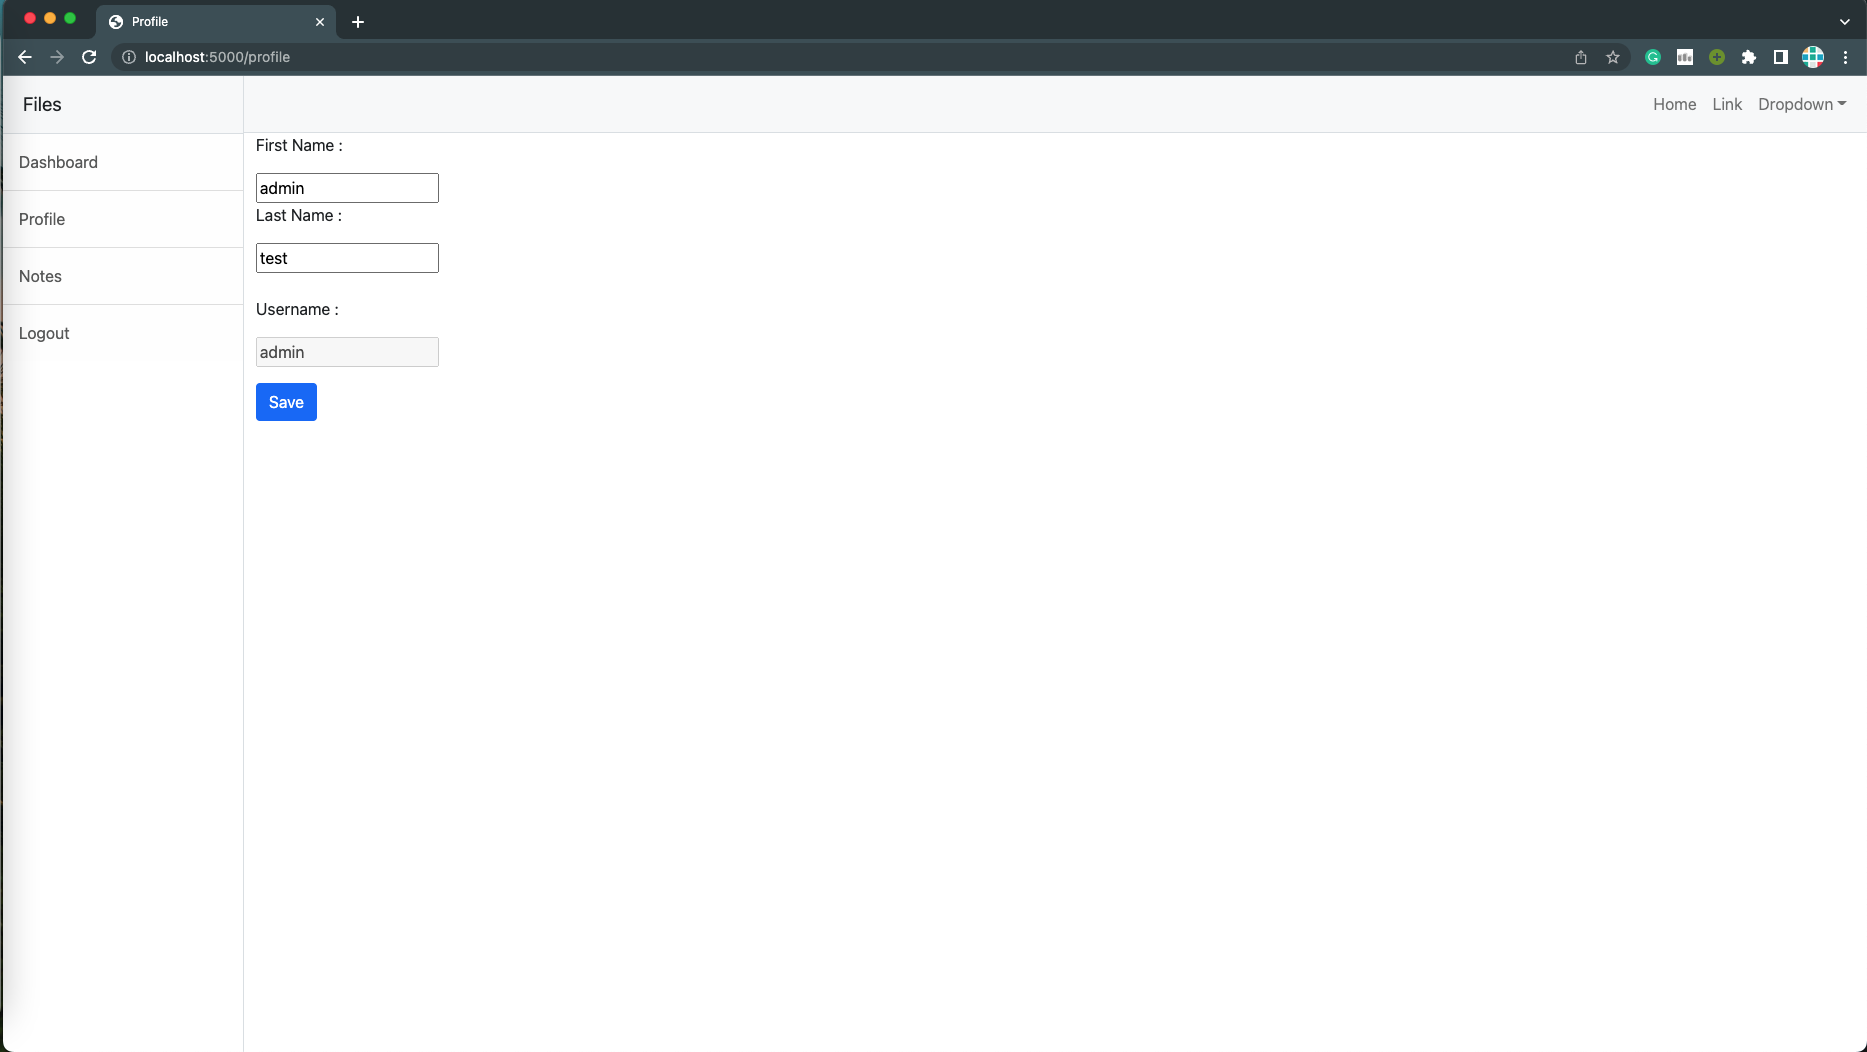 Profile
localhost:5000/profile
Files
Home Link Dropdown
Dashboard
Profile
Notes
Logout
First Name :
admin
Last Name :
test
Username :
admin
Save